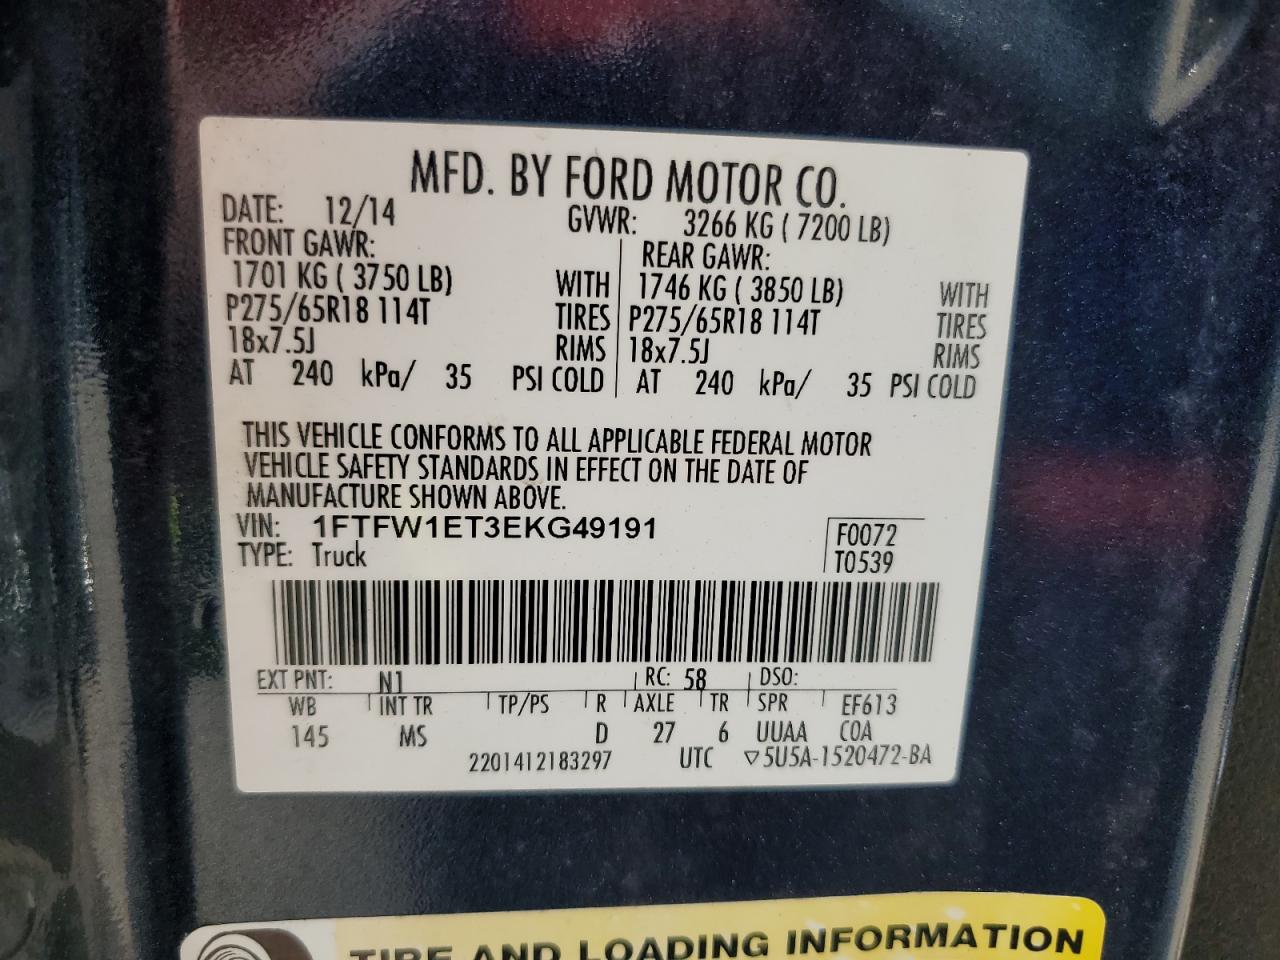 MFD. BY FORD MOTOR CO.
DATE: 12/14 GVWR: 3266 KG ( 7200 LB)
FRONT GAWR: REAR GAWR:
1701 KG ( 3750 LB) WITH 1746 KG ( 3850 LB) WITH
P275/65R18 114T TIRES P275/65R18 114T TIRES
18x7.5J RIMS 18x7.5J RIMS
AT 240 kPa/ 35 PSI COLD AT 240 kPa/ 35 PSI COLD
THIS VEHICLE CONFORMS TO ALL APPLICABLE FEDERAL MOTOR
VEHICLE SAFETY STANDARDS IN EFFECT ON THE DATE OF
MANUFACTURE SHOWN ABOVE.
VIN: 1FTFW1ET3EKG49191 F0072
TYPE: Truck T0539
EXT PNT: N1 RC: 58 DSO:
WB INT TR TP/PS R AXLE TR SPR EF613
145 MS D 27 6 UUAA COA
2201412183297 UTC ▽5U5A-1520472-BA
TIRE AND LOADING INFORMATION